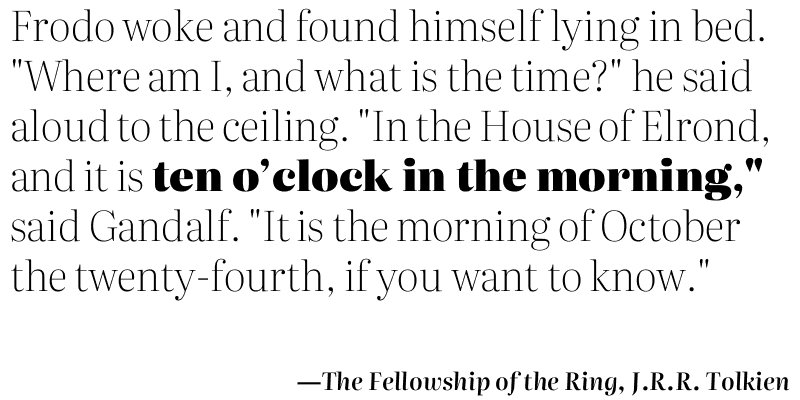 Frodo woke and found himself lying in bed.
"Where am I, and what is the time?" he said
aloud to the ceiling. "In the House of Elrond,
and it is ten o’clock in the morning,"
said Gandalf. "It is the morning of October
the twenty-fourth, if you want to know."
—The Fellowship of the Ring, J.R.R. Tolkien